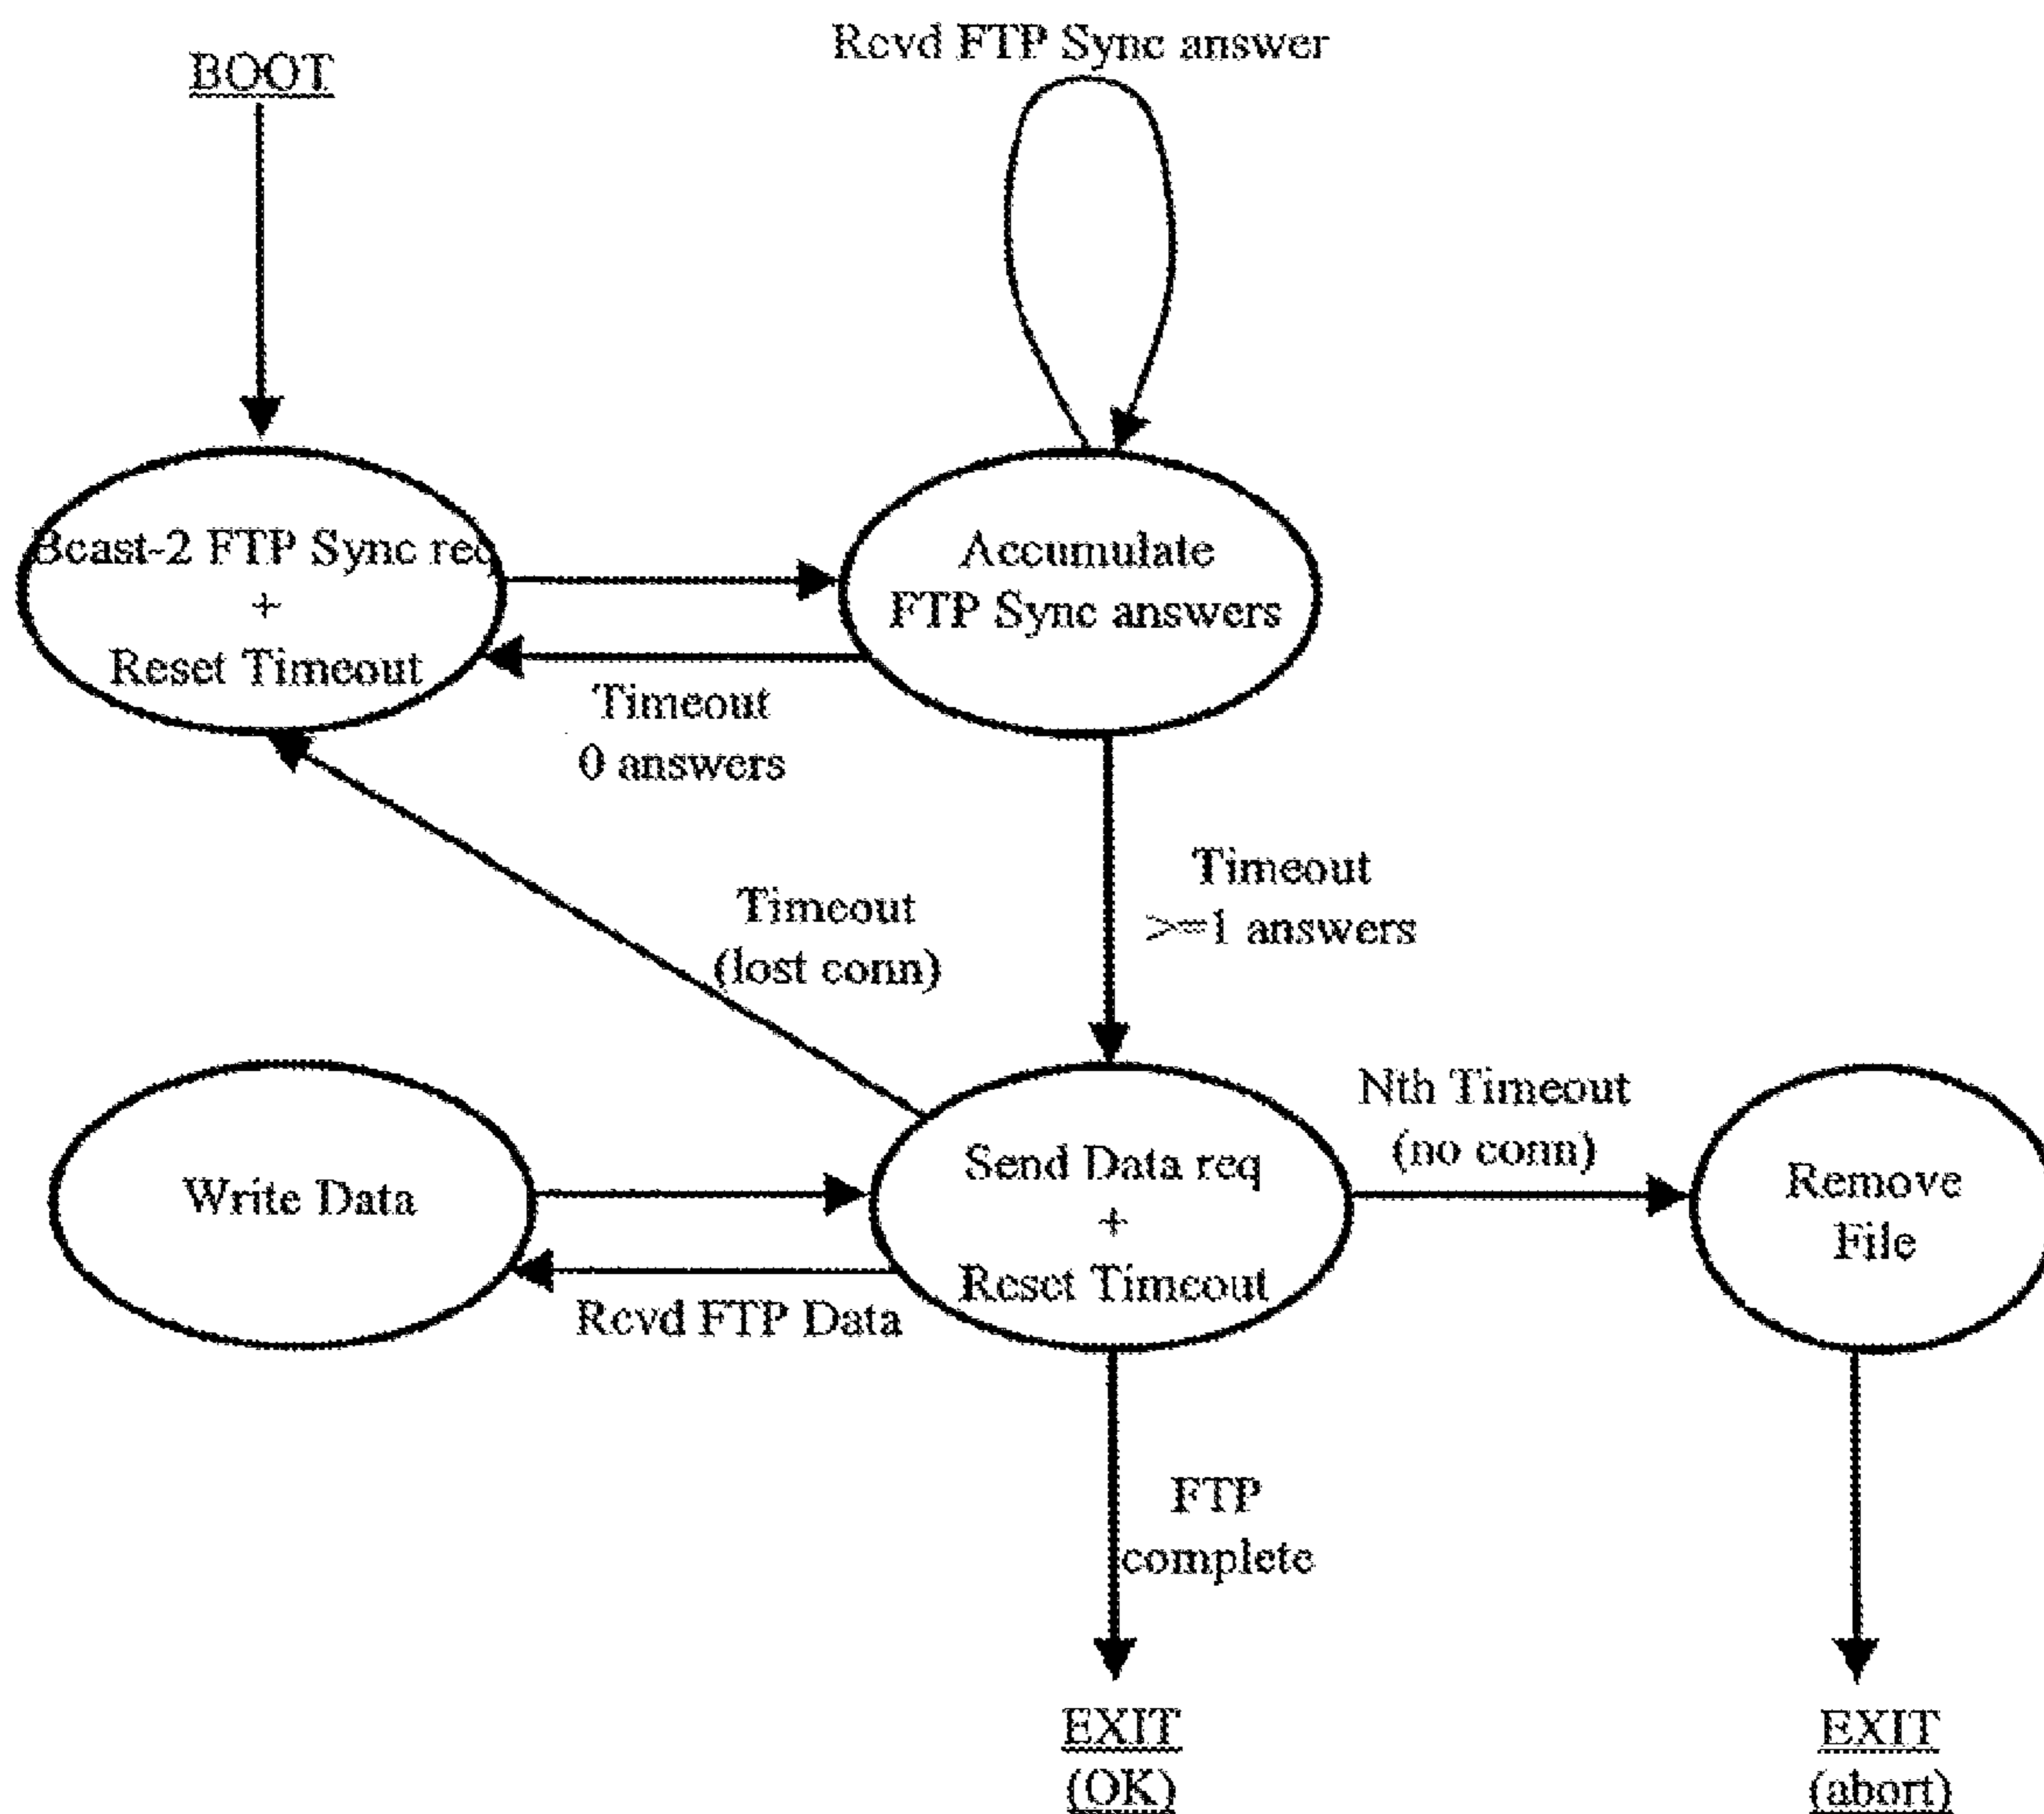 Rcvd FTP Sync answer
BOOT
Bcast-2 FTP Sync req
+
Reset Timeout
Accumulate
FTP Sync answers
Timeout
0 answers
Timeout
>=1 answers
Timeout
(lost conn)
Write Data
Send Data req
+
Reset Timeout
Nth Timeout
(no conn)
Remove
File
Rcvd FTP Data
FTP
complete
EXIT
(OK)
EXIT
(abort)